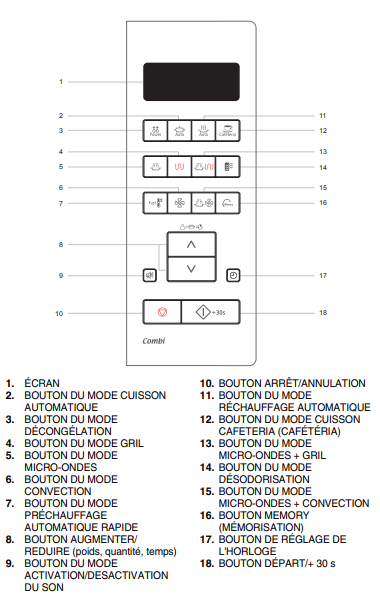 1
2
3
4
5
6
7
8
9
10
11
12
13
14
15
16
17
18
Power
Auto
Auto
Cafeteria
Fast
+30s
Combi
1. ÉCRAN
2. BOUTON DU MODE CUISSON
AUTOMATIQUE
3. BOUTON DU MODE
DÉCONGÉLATION
4. BOUTON DU MODE GRIL
5. BOUTON DU MODE
MICRO-ONDES
6. BOUTON DU MODE
CONVECTION
7. BOUTON DU MODE
PRÉCHAUFFAGE
AUTOMATIQUE RAPIDE
8. BOUTON AUGMENTER/
REDUIRE (poids, quantité, temps)
9. BOUTON DU MODE
ACTIVATION/DESACTIVATION
DU SON
10. BOUTON ARRÊT/ANNULATION
11. BOUTON DU MODE
RÉCHAUFFAGE AUTOMATIQUE
12. BOUTON DU MODE CUISSON
CAFETERIA (CAFÉTÉRIA)
13. BOUTON DU MODE
MICRO-ONDES + GRIL
14. BOUTON DU MODE
DÉSODORISATION
15. BOUTON DU MODE
MICRO-ONDES + CONVECTION
16. BOUTON MEMORY
(MÉMORISATION)
17. BOUTON DE RÉGLAGE DE
L'HORLOGE
18. BOUTON DÉPART/+ 30 s